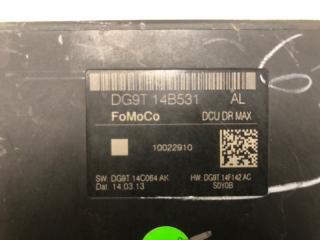 DG9T 14B531 AL
FoMoCo DCU DR MAX
10022910
SW: DG9T 14C064 AK HW: DG9T 14F142 AC
Dat. 14.03.13 S0Y0B